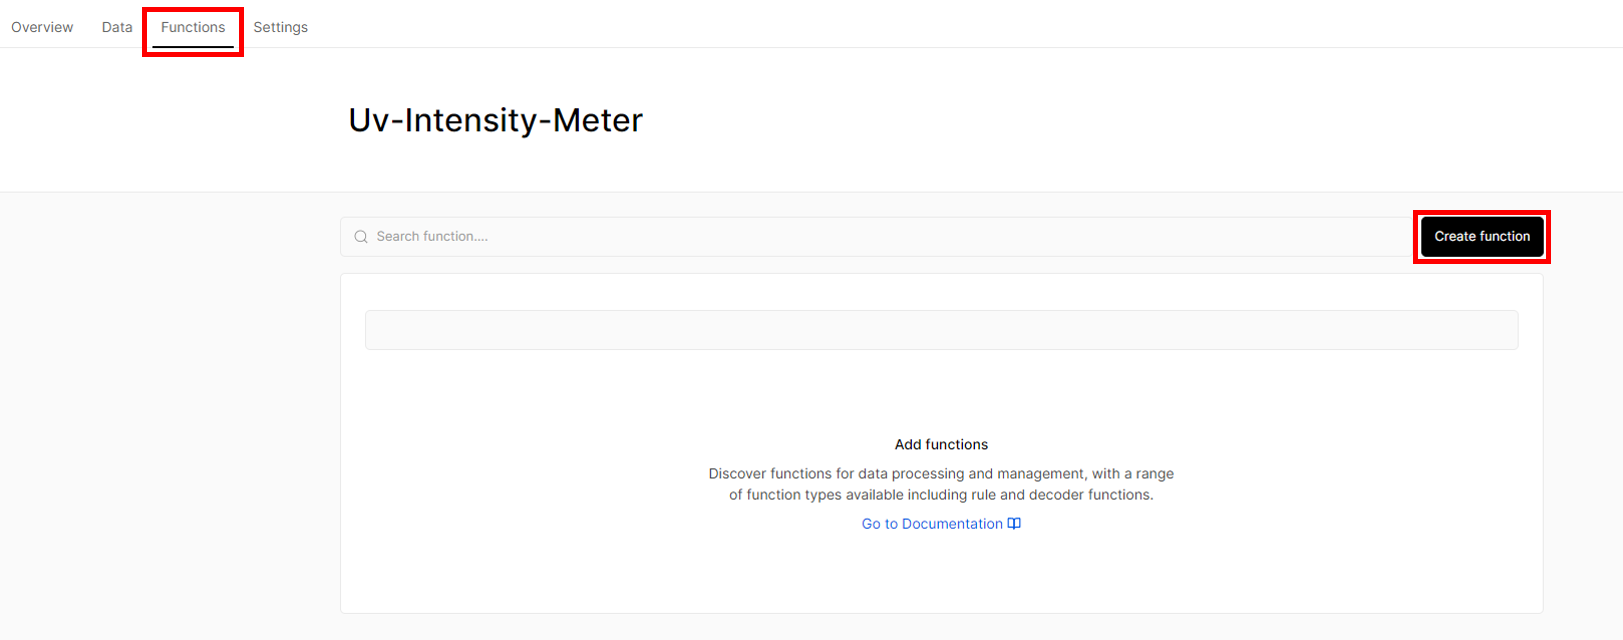 Overview Data Functions Settings
Uv-Intensity-Meter
Search function....
Create function
Add functions
Discover functions for data processing and management, with a range
of function types available including rule and decoder functions.
Go to Documentation